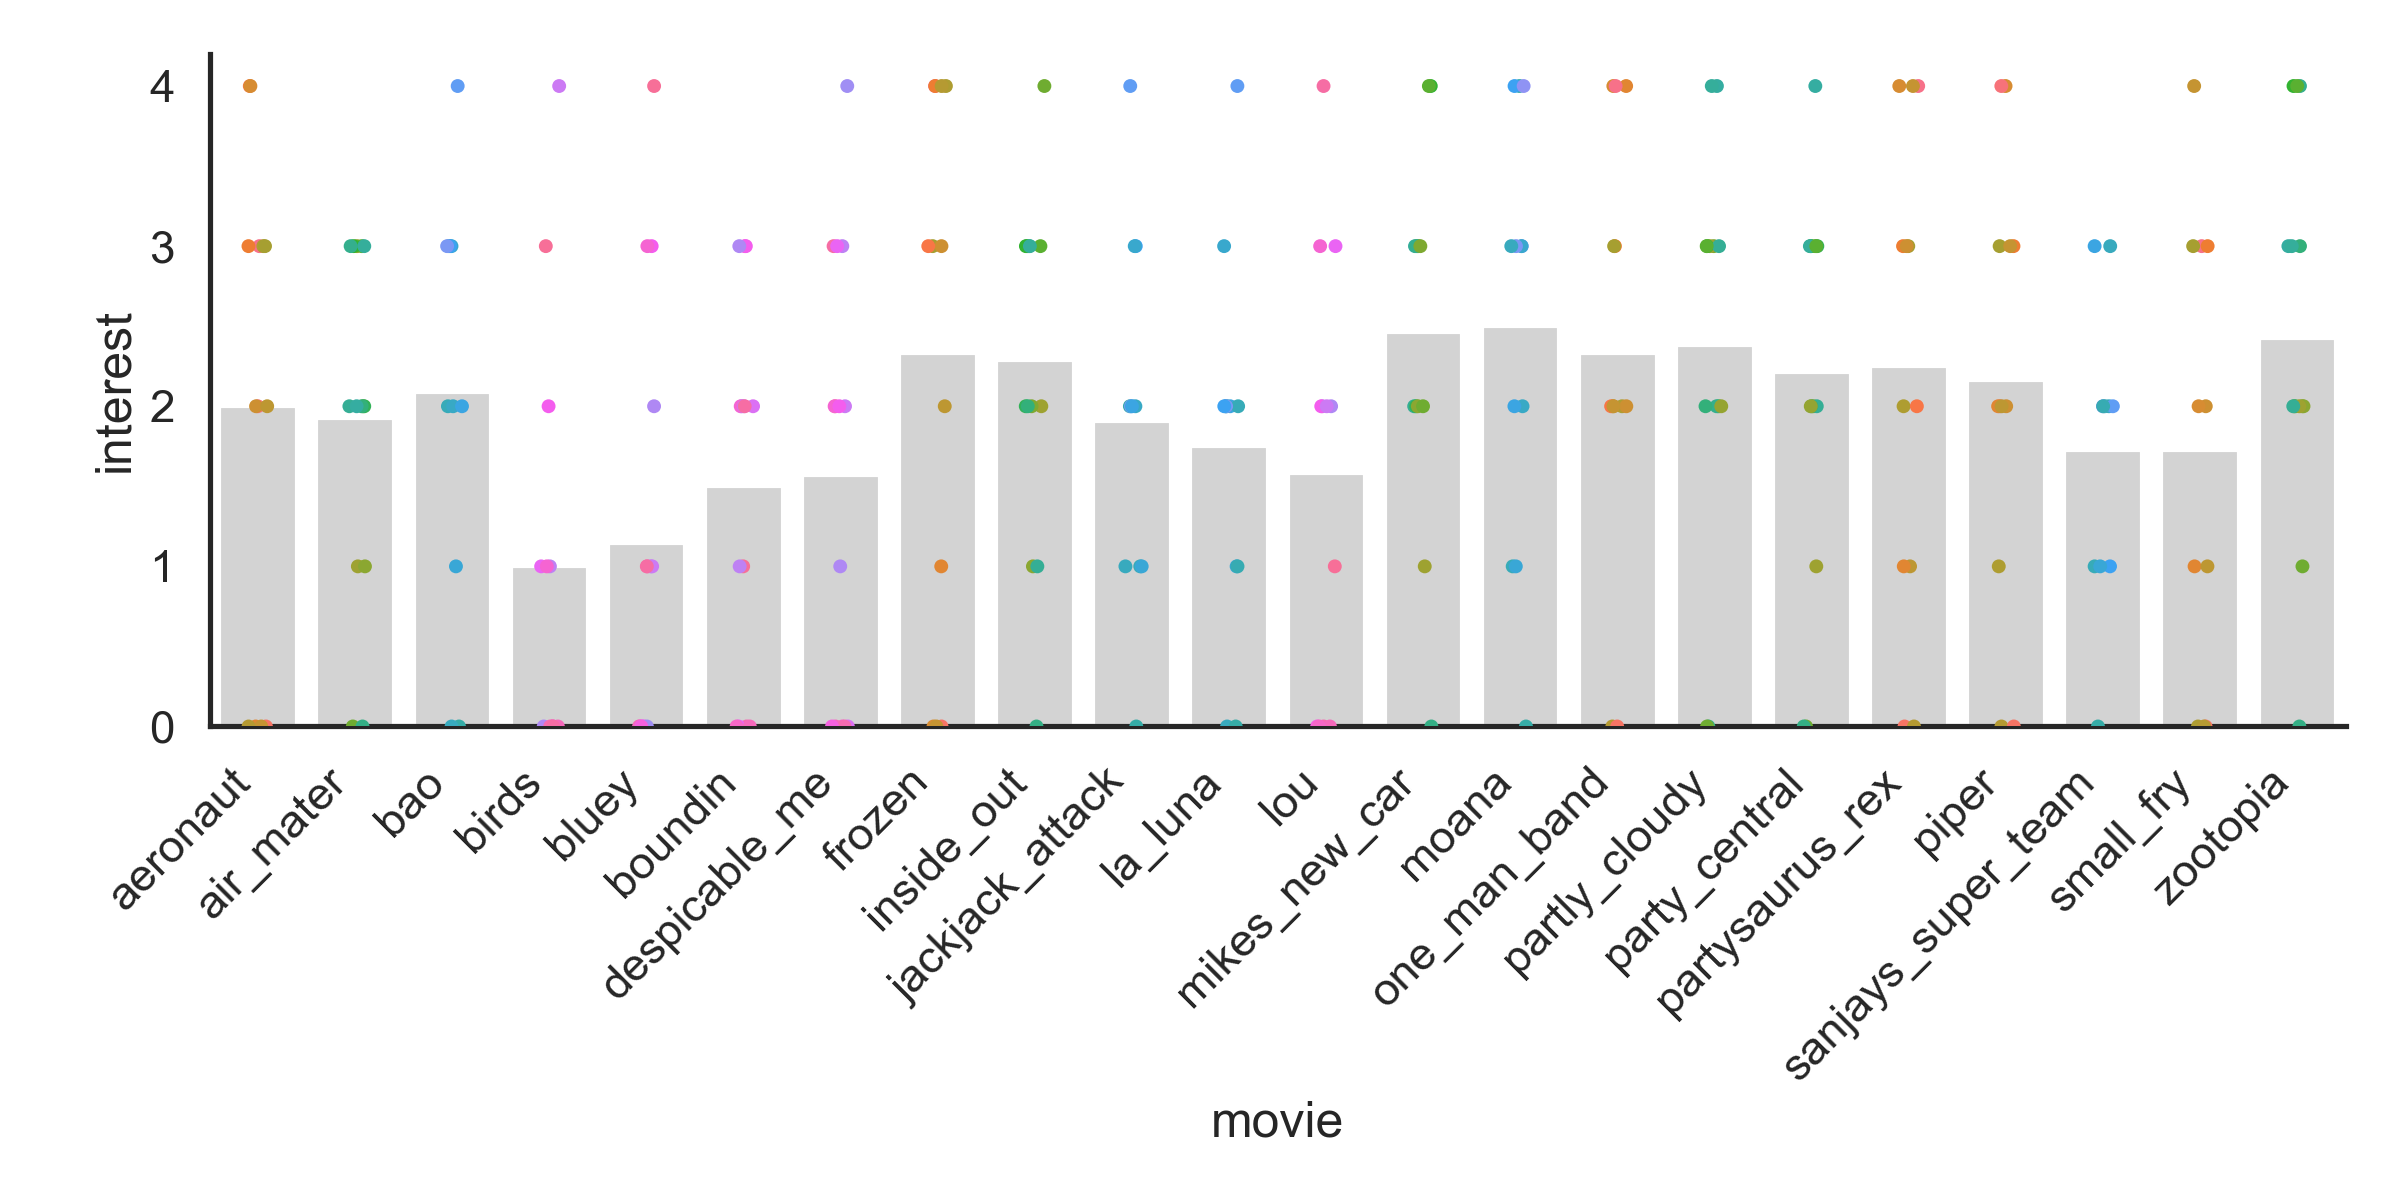 4
3
2
1
0
interest
aeronaut
air_mater
bao
birds
bluey
boundin
despicable_me
frozen
inside_out
jackjack_attack
la_luna
lou
mikes_new_car
moana
one_man_band
partly_cloudy
party_central
partysaurus_rex
piper
sanjays_super_team
small_fry
zootopia
movie